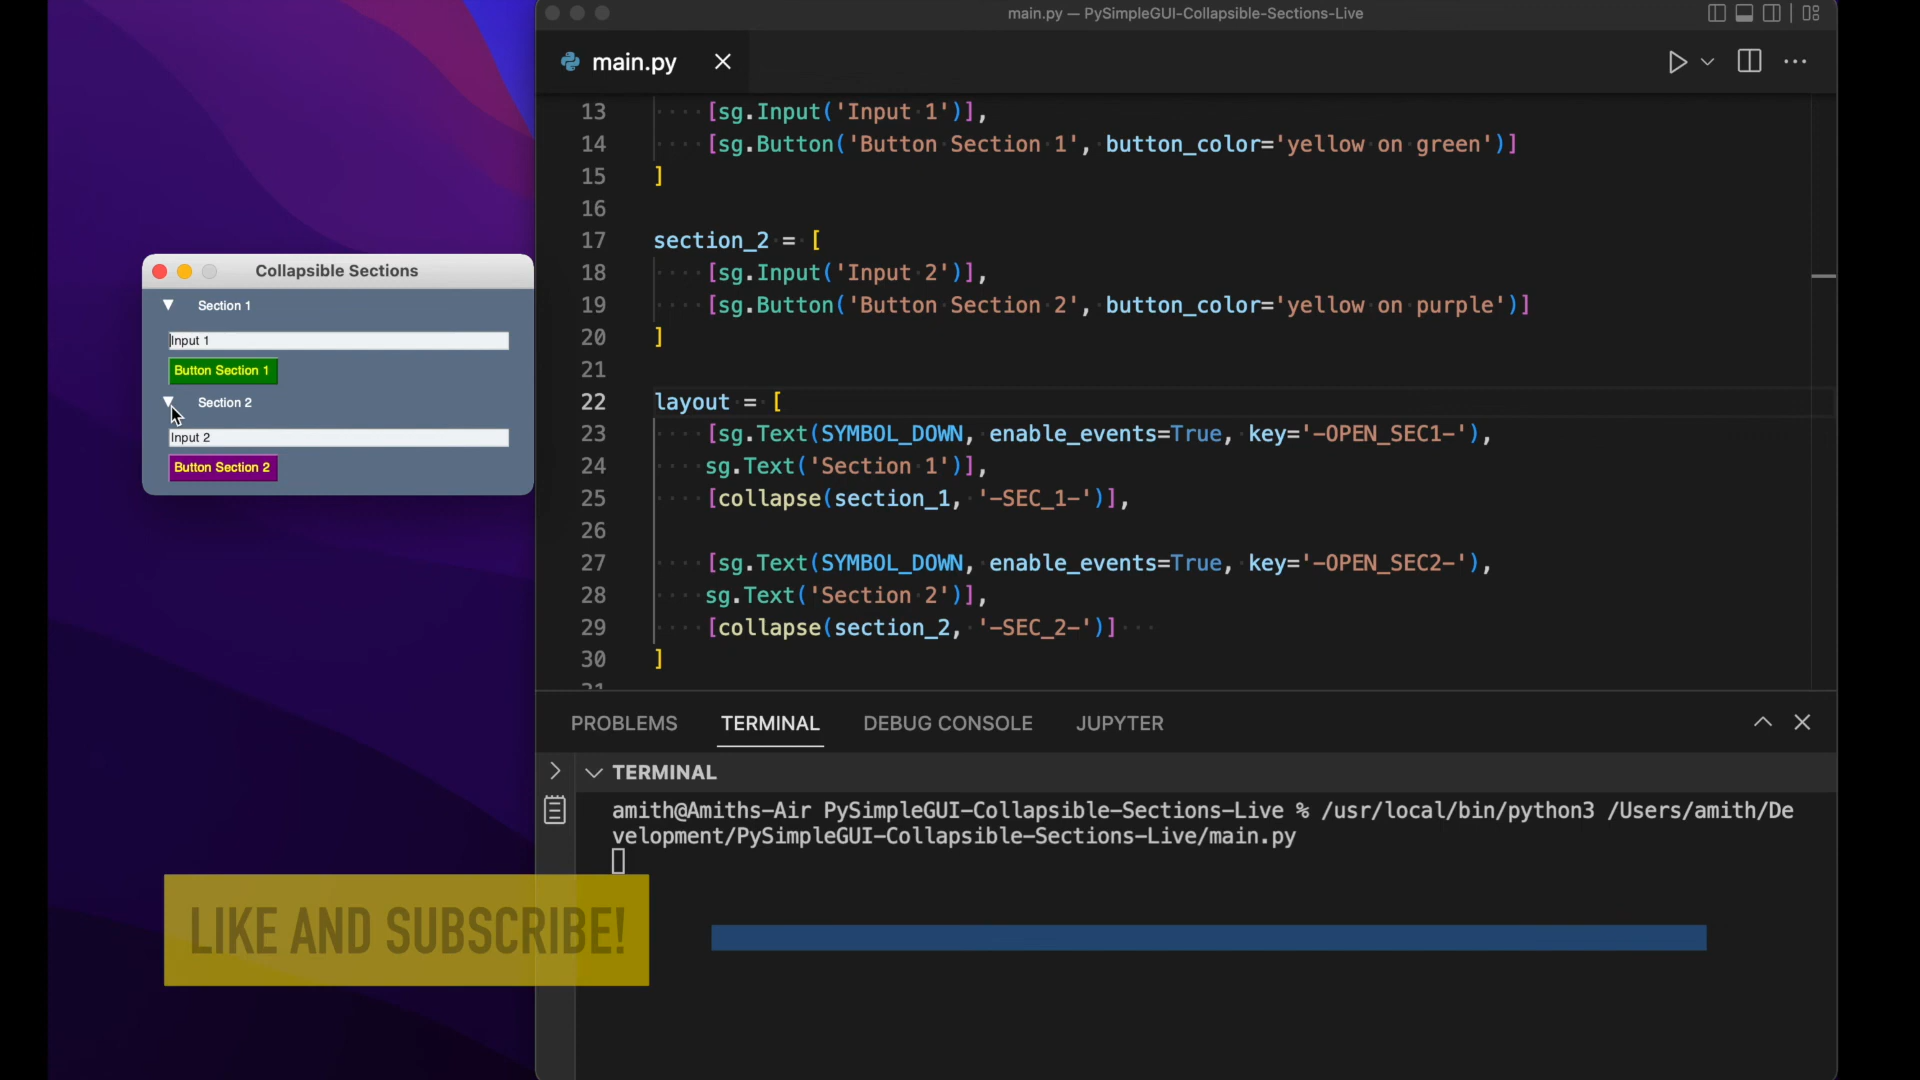 main.py — PySimpleGUI-Collapsible-Sections-Live
main.py
13 [sg.Input('Input 1')],
14 [sg.Button('Button Section 1', button_color='yellow on green')]
15 ]
16
17 section_2 = [
18 [sg.Input('Input 2')],
19 [sg.Button('Button Section 2', button_color='yellow on purple')]
20 ]
21
22 layout = [
23 [sg.Text(SYMBOL_DOWN, enable_events=True, key='-OPEN_SEC1-'),
24 sg.Text('Section 1')],
25 [collapse(section_1, '-SEC_1-')],
26
27 [sg.Text(SYMBOL_DOWN, enable_events=True, key='-OPEN_SEC2-'),
28 sg.Text('Section 2')],
29 [collapse(section_2, '-SEC_2-')]
30 ]
31
Collapsible Sections
▼ Section 1
Input 1
Button Section 1
▼ Section 2
Input 2
Button Section 2
PROBLEMS TERMINAL DEBUG CONSOLE JUPYTER
TERMINAL
amith@Amiths-Air PySimpleGUI-Collapsible-Sections-Live % /usr/local/bin/python3 /Users/amith/De
velopment/PySimpleGUI-Collapsible-Sections-Live/main.py
LIKE AND SUBSCRIBE!